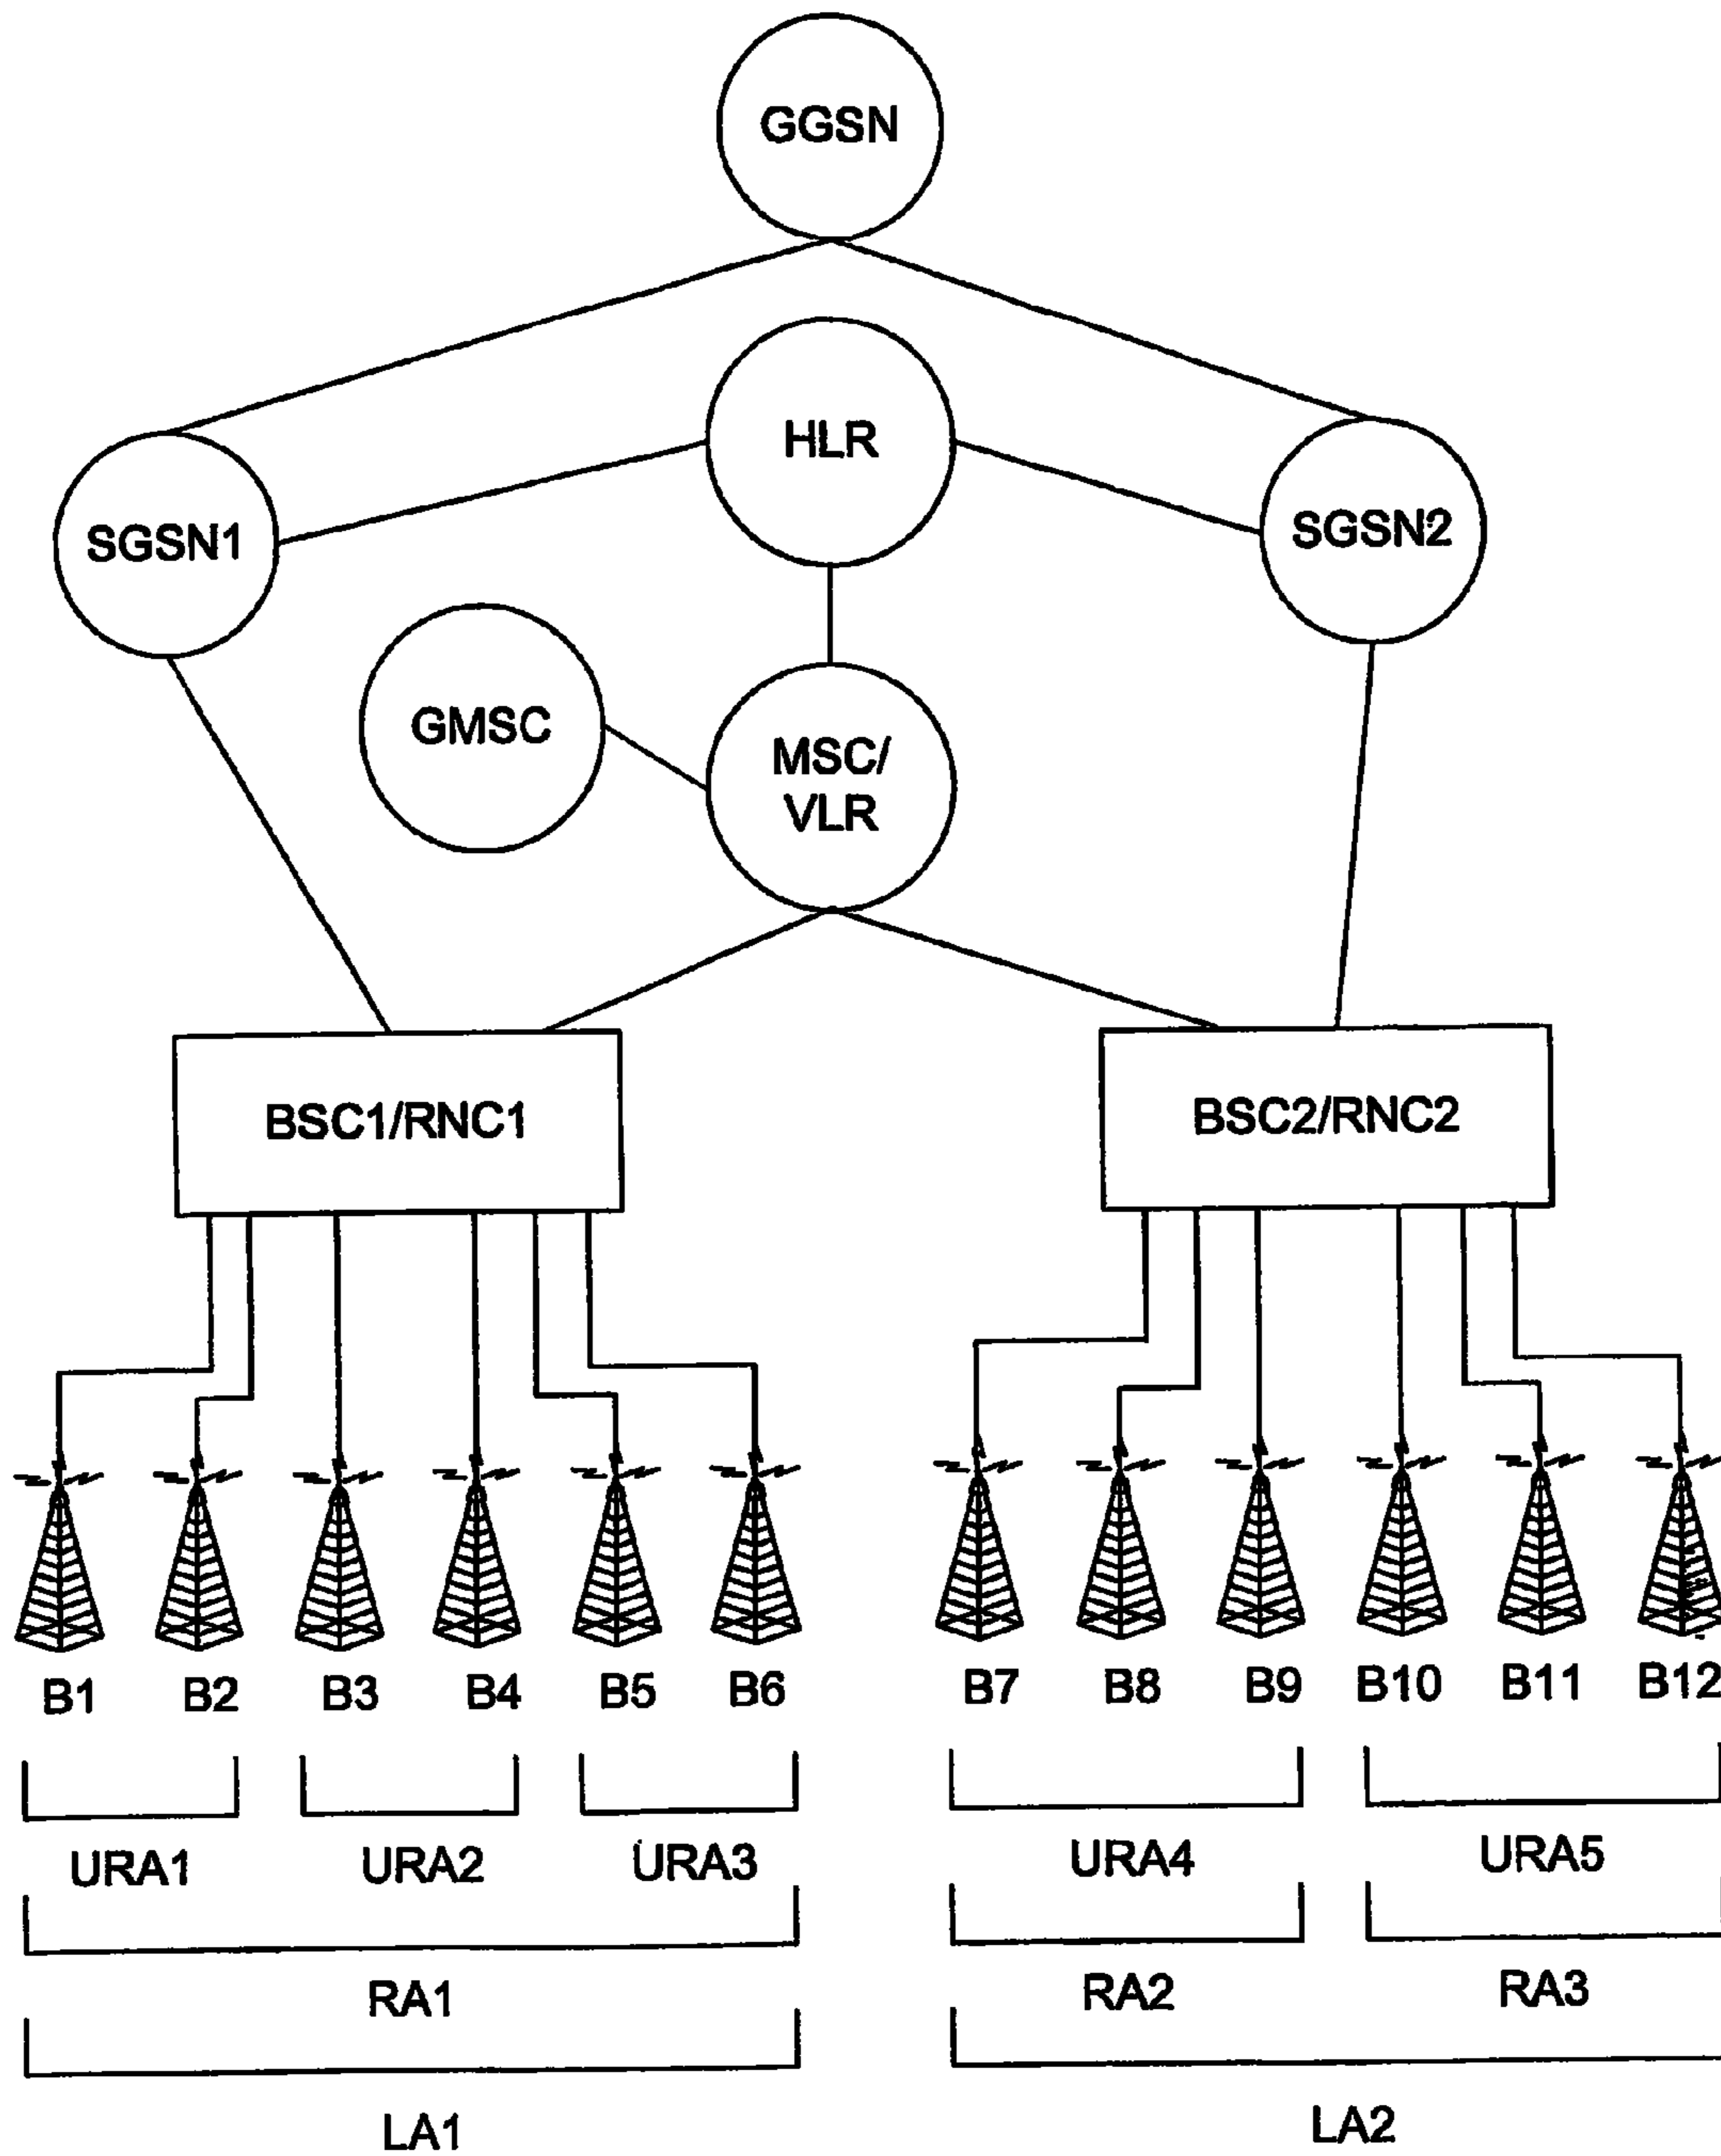 GGSN
HLR
SGSN1
SGSN2
GMSC
MSC/
VLR
BSC1/RNC1
BSC2/RNC2
B1 B2 B3 B4 B5 B6 B7 B8 B9 B10 B11 B12
URA1 URA2 URA3 URA4 URA5
RA1 RA2 RA3
LA1 LA2